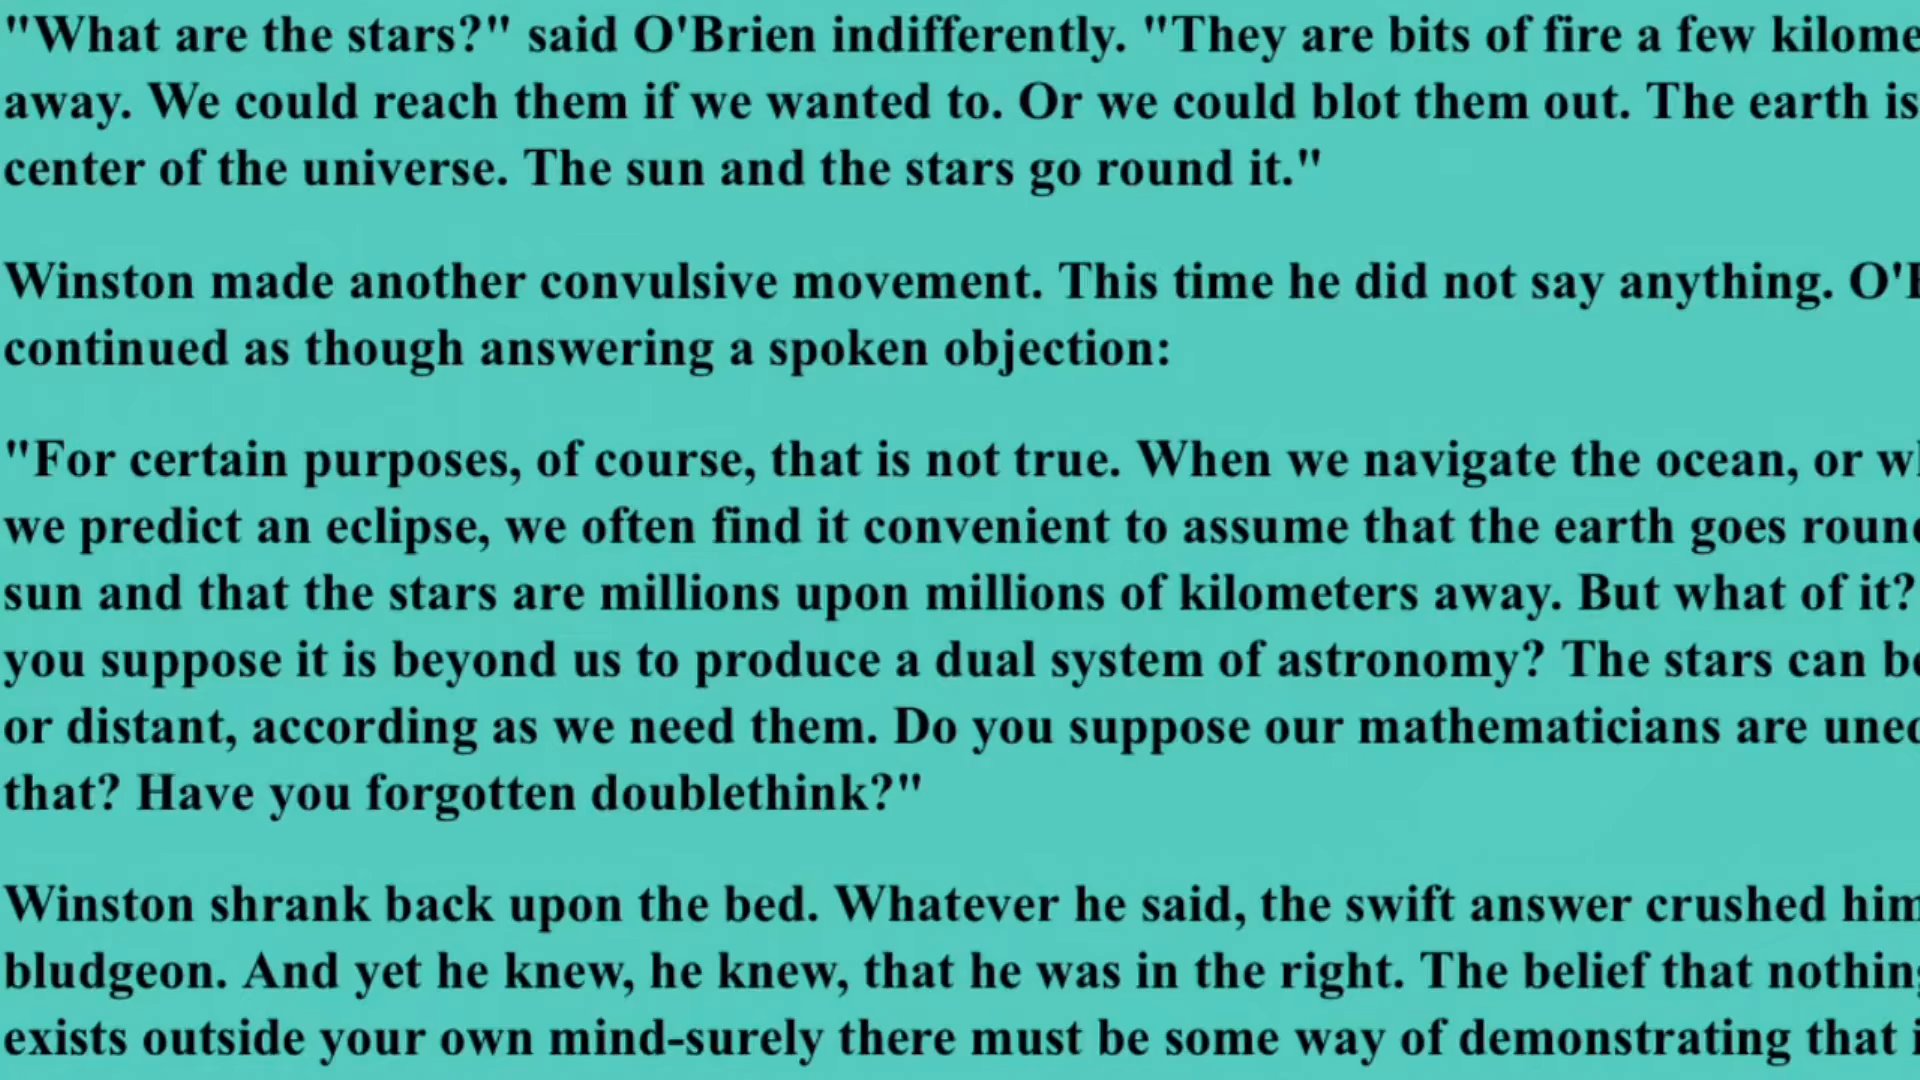 "What are the stars?" said O'Brien indifferently. "They are bits of fire a few
away. We could reach them if we wanted to. Or we could blot them out. The earth is
center of the universe. The sun and the stars go round it."
Winston made another convulsive movement. This time he did not say anything.
continued as though answering a spoken objection:
"For certain purposes, of course, that is not true. When we navigate the ocean, or
we predict an eclipse, we often find it convenient to assume that the earth goes
sun and that the stars are millions upon millions of kilometers away. But what of it?
you suppose it is beyond us to produce a dual system of astronomy? The stars can
or distant, according as we need them. Do you suppose our mathematicians are
that? Have you forgotten doublethink?"
Winston shrank back upon the bed. Whatever he said, the swift answer crushed him
bludgeon. And yet he knew, he knew, that he was in the right. The belief that
exists outside your own mind-surely there must be some way of demonstrating that